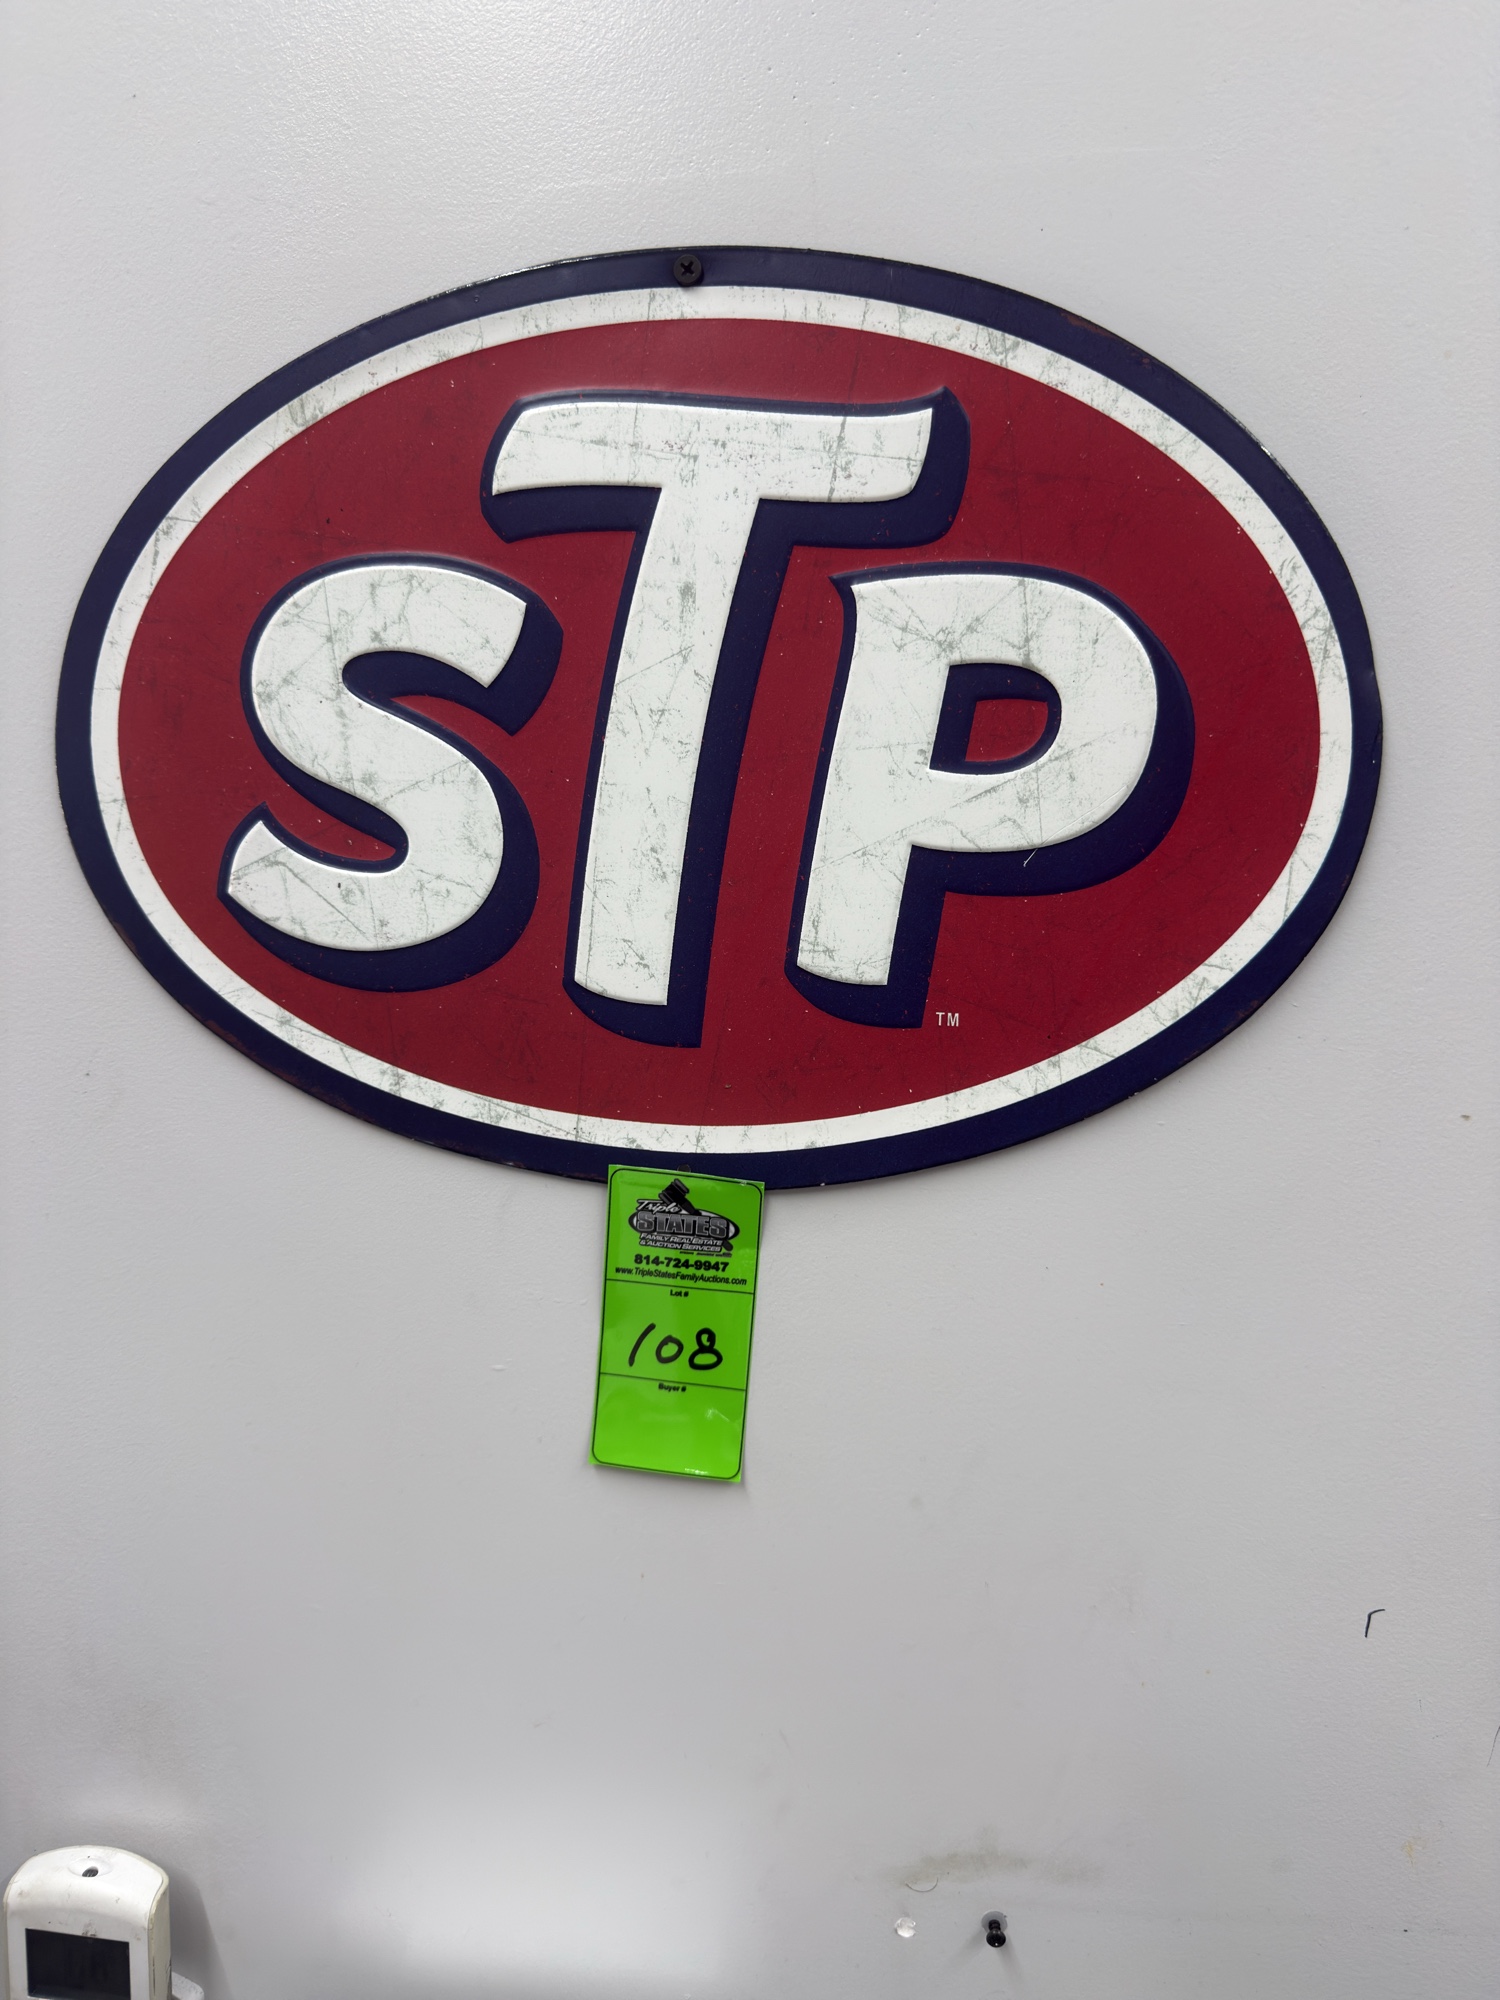 STP
TM
Triple
STATES
FAMILY REAL ESTATE
& AUCTION SERVICES
814-724-9947
www.TripleStatesFamilyAuctions.com
Lot #
108
Buyer #